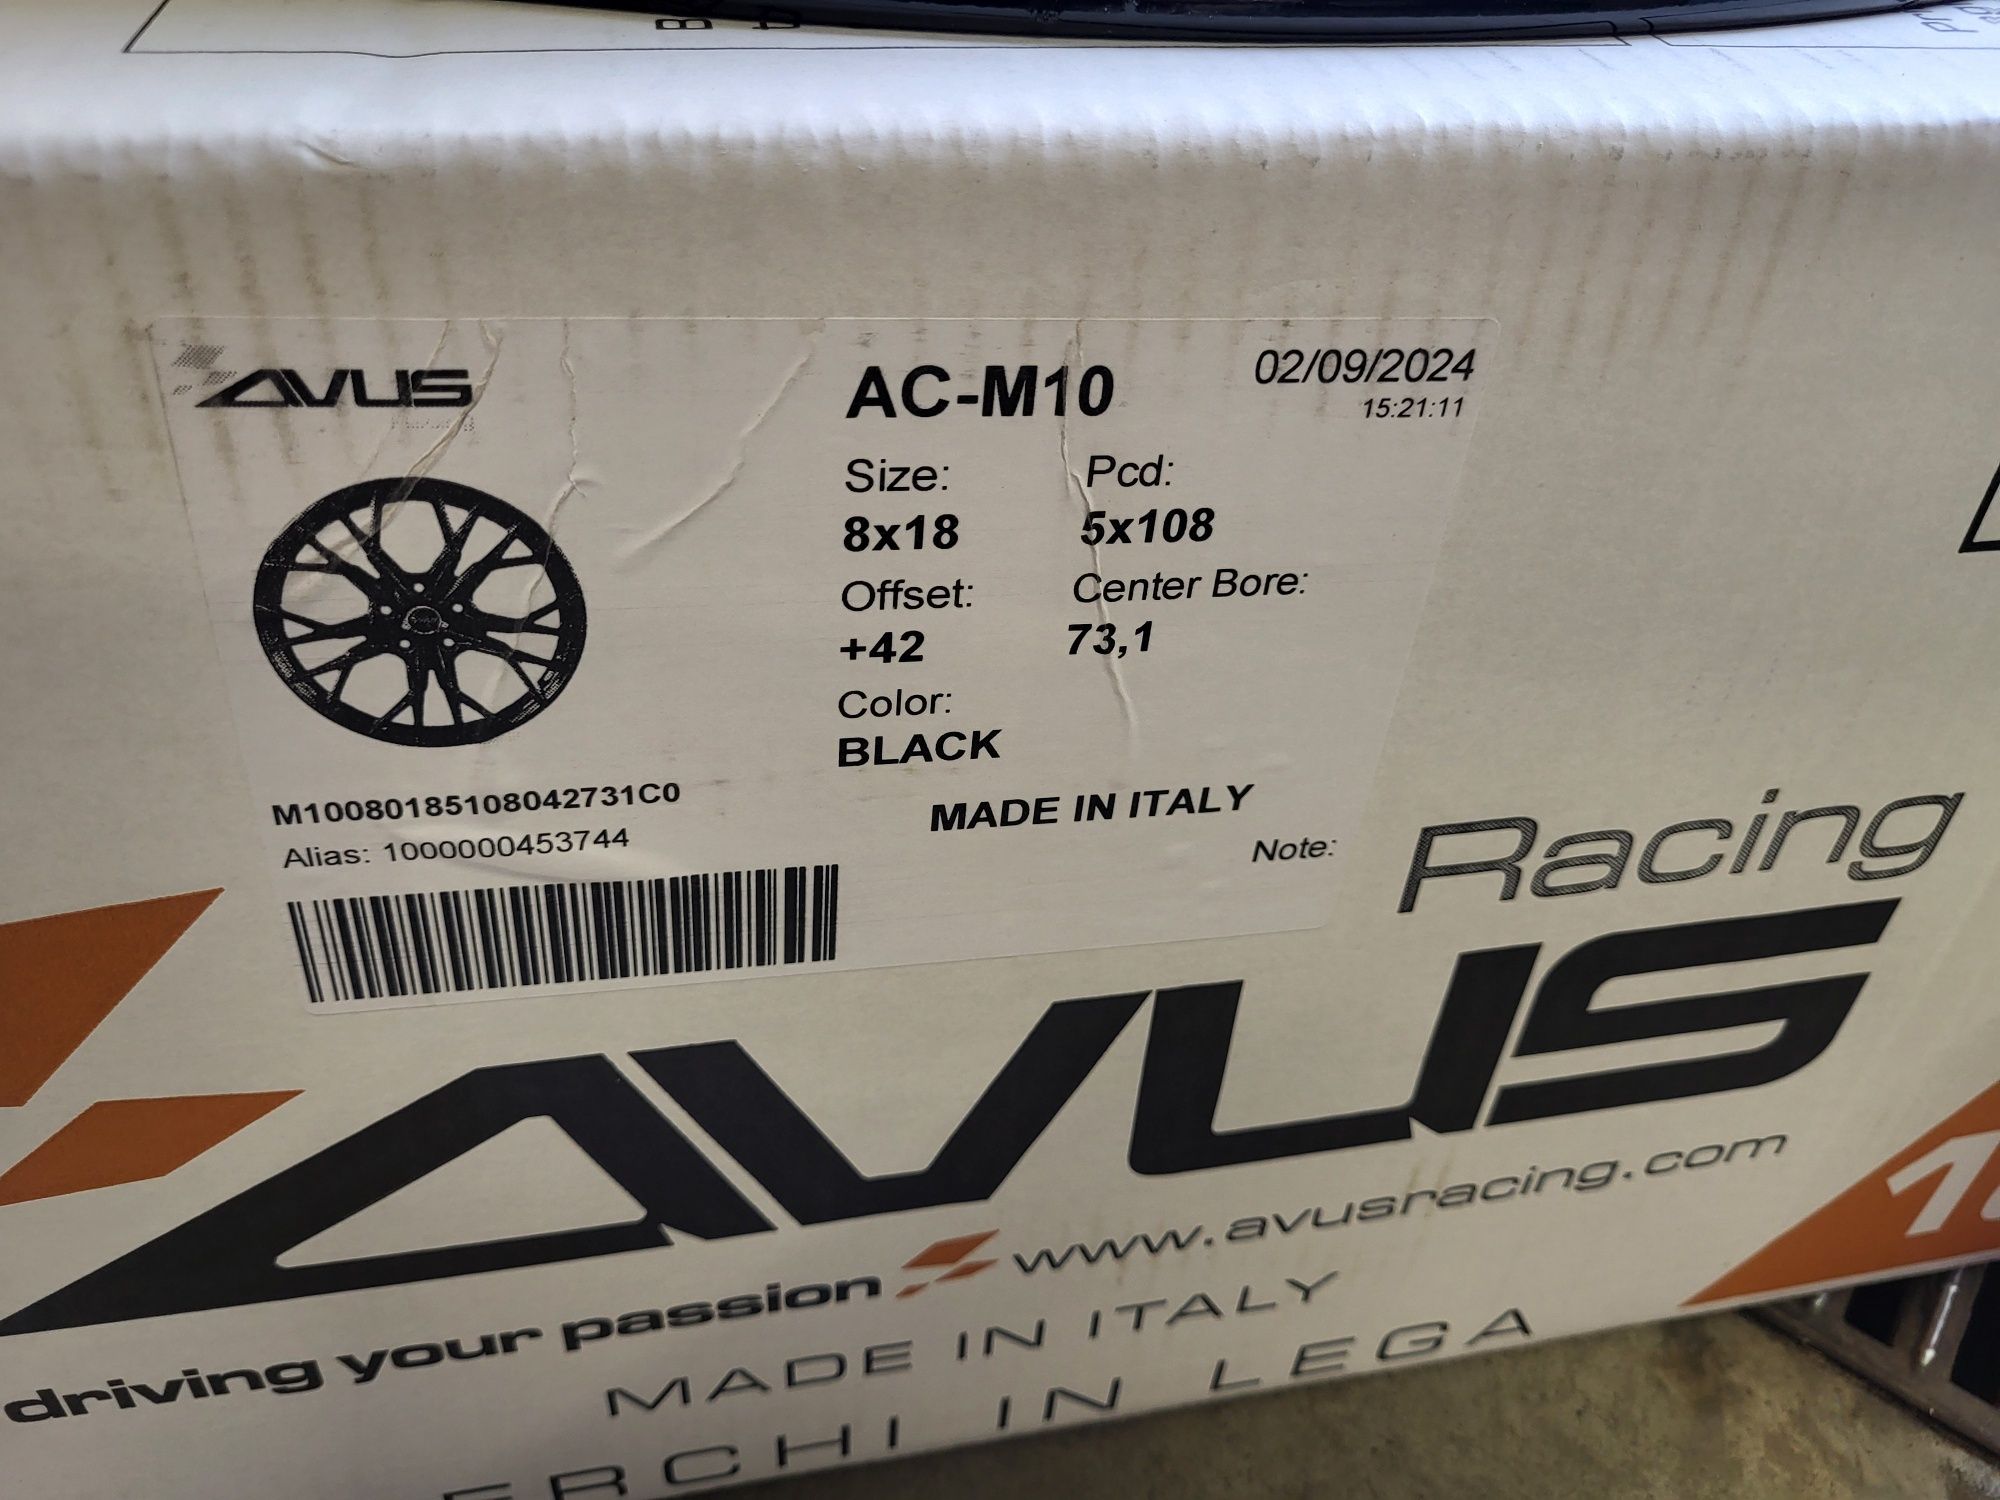 AVUS
AC-M10
02/09/2024
15:21:11
Size:
Pcd:
8x18
5x108
Offset:
Center Bore:
+42
73,1
Color:
BLACK
M10080185108042731C0
MADE IN ITALY
Alias: 1000000453744
Note:
Racing
AVUS
driving your passion
www.avusracing.com
MADE IN ITALY
ERCHI IN LEGA